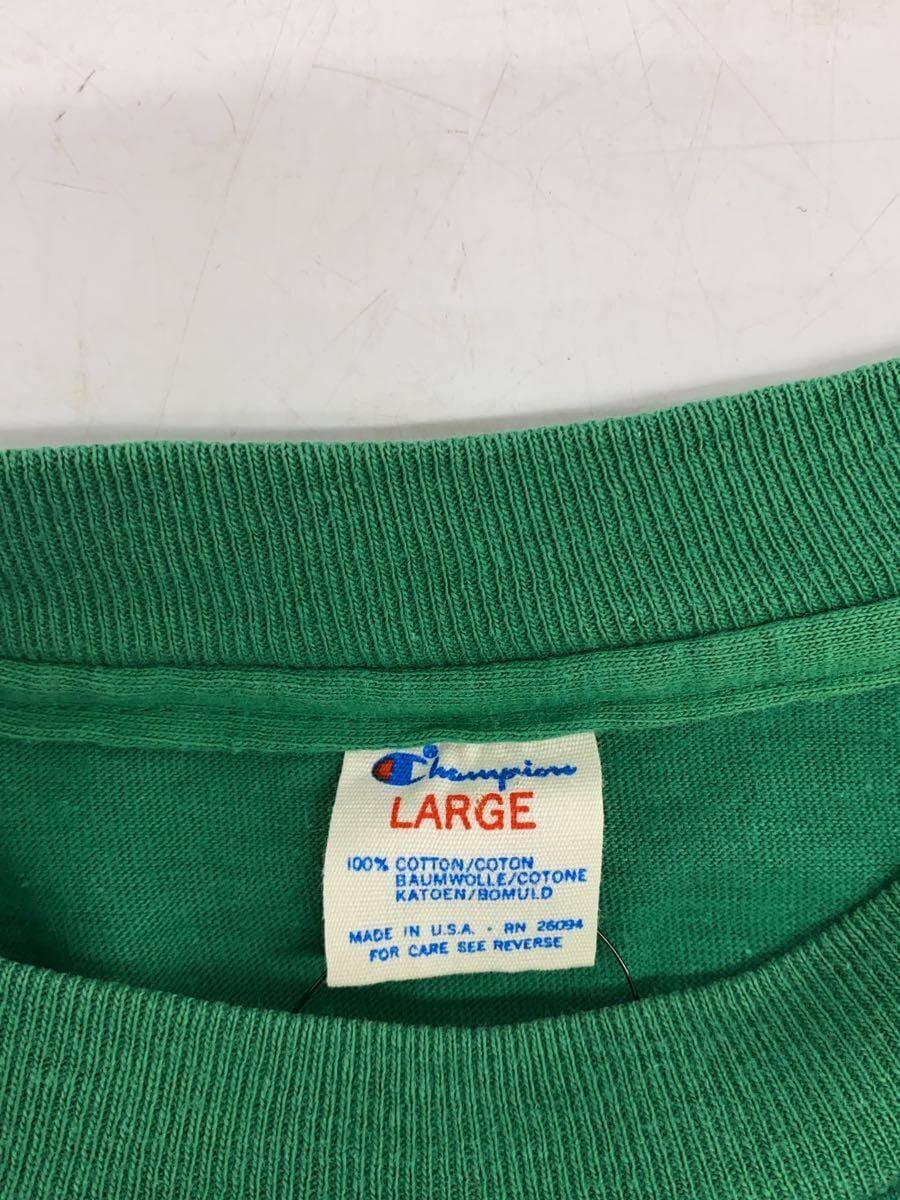 Champion
LARGE
100% COTTON/COTON
BAUMWOLLE/COTONE
KATOEN/BOMULD
MADE IN U.S.A. - RN 26094
FOR CARE SEE REVERSE